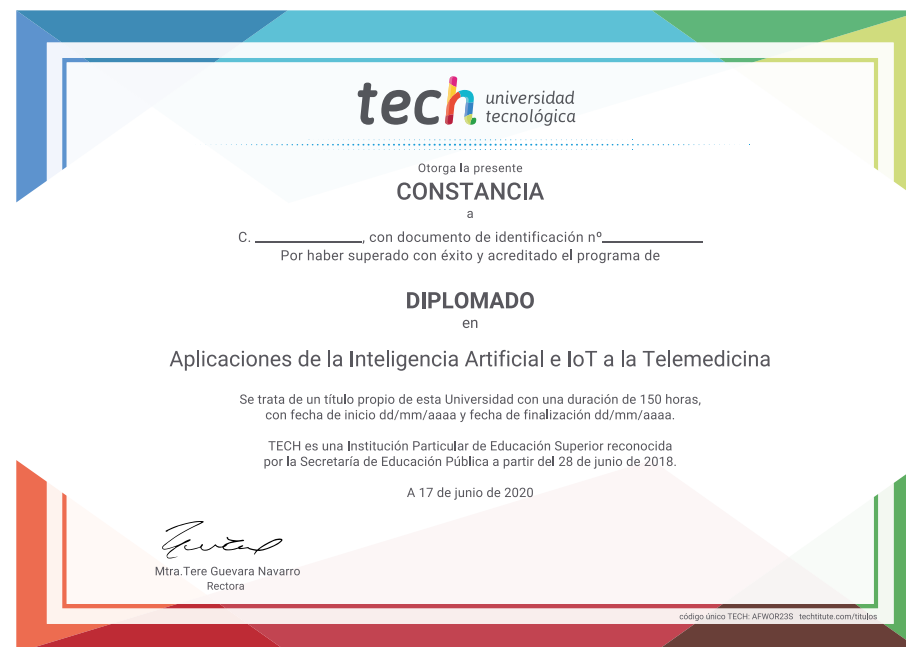 tech universidad
tecnológica
Otorga la presente
CONSTANCIA
a
C. ____________, con documento de identificación nº____________
Por haber superado con éxito y acreditado el programa de
DIPLOMADO
en
Aplicaciones de la Inteligencia Artificial e IoT a la Telemedicina
Se trata de un título propio de esta Universidad con una duración de 150 horas,
con fecha de inicio dd/mm/aaaa y fecha de finalización dd/mm/aaaa.
TECH es una Institución Particular de Educación Superior reconocida
por la Secretaría de Educación Pública a partir del 28 de junio de 2018.
A 17 de junio de 2020
Mtra.Tere Guevara Navarro
Rectora
código único TECH: AFWOR23S techtitute.com/titulos